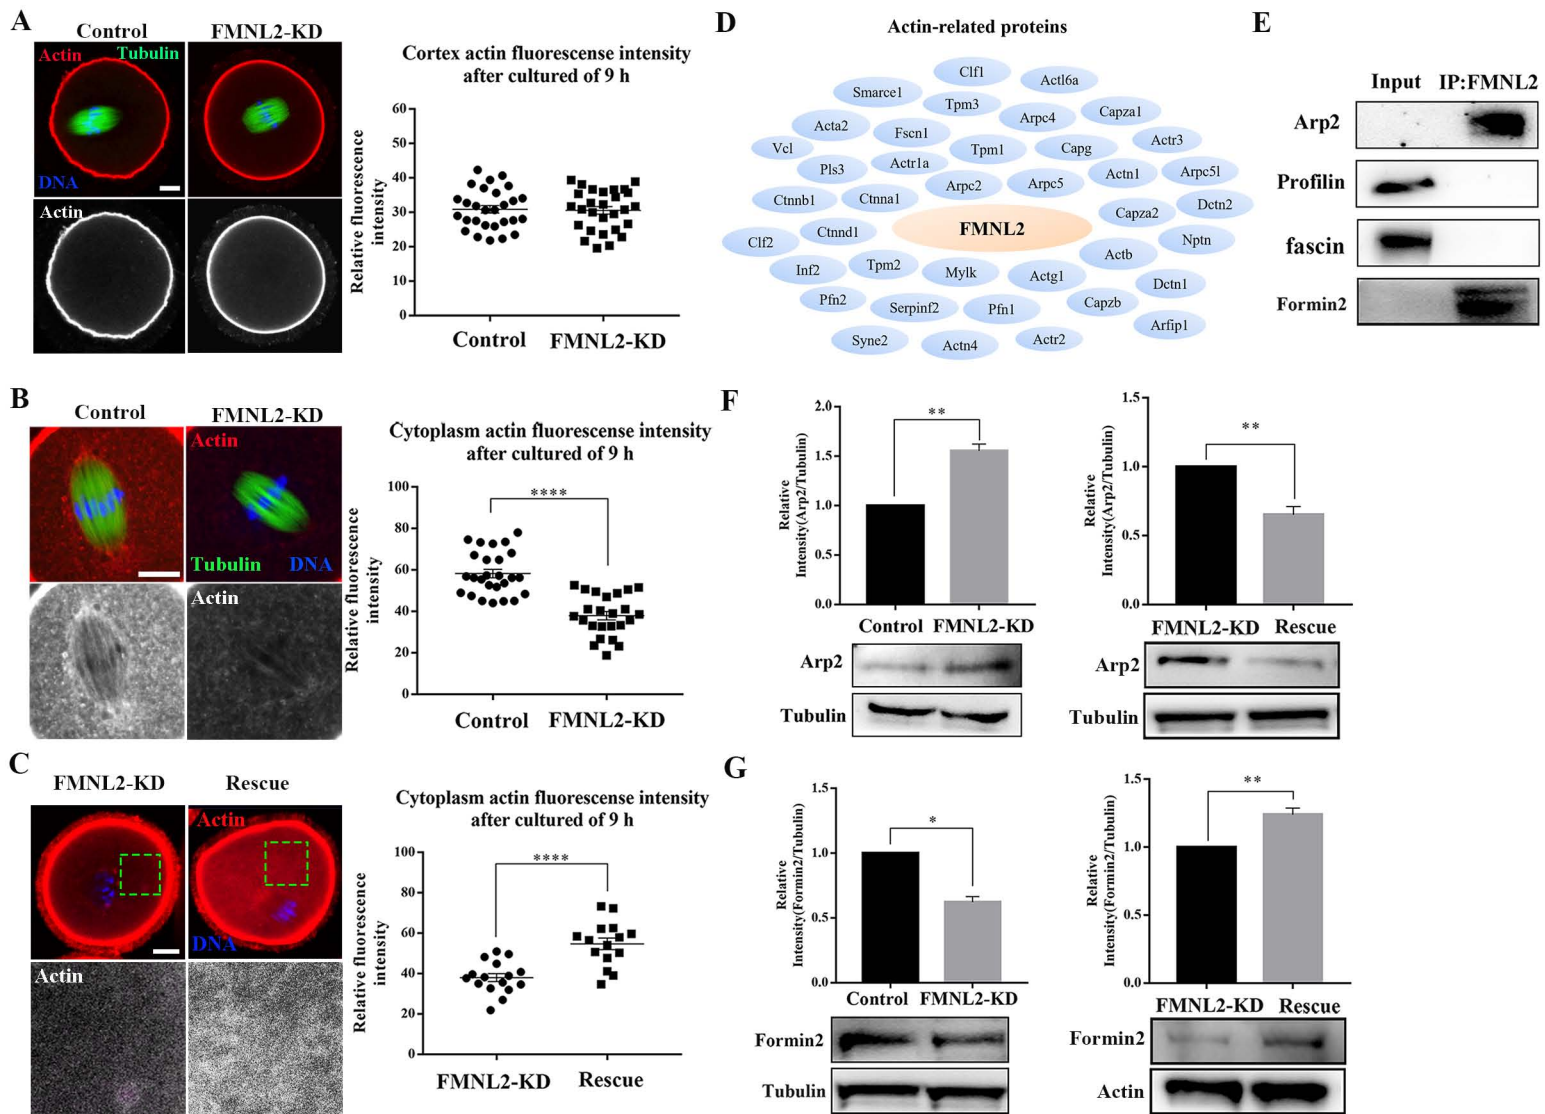 A
Control
FMNL2-KD
Actin
Tubulin
DNA
Actin
Cortex actin fluorescense intensity
after cultured of 9 h
Relative fluorescence
intensity
60
50
40
30
20
10
0
Control
FMNL2-KD
B
Control
FMNL2-KD
Actin
Tubulin
DNA
Actin
Cytoplasm actin fluorescense intensity
after cultured of 9 h
Relative fluorescence
intensity
100
80
60
40
20
0
****
Control
FMNL2-KD
C
FMNL2-KD
Rescue
Actin
DNA
Actin
Cytoplasm actin fluorescense intensity
after cultured of 9 h
Relative fluorescence
intensity
100
80
60
40
20
0
****
FMNL2-KD
Rescue
D
Actin-related proteins
Clf1
Actl6a
Smarce1
Tpm3
Capza1
Arpc4
Acta2
Fscn1
Actr3
Vcl
Tpm1
Capg
Pls3
Actr1a
Actn1
Arpc5l
Arpc2
Arpc5
Ctnnb1
Ctnna1
Capza2
Dctn2
FMNL2
Clf2
Ctnnd1
Nptn
Actb
Inf2
Tpm2
Mylk
Actg1
Dctn1
Pfn2
Serpinf2
Pfn1
Capzb
Arfip1
Syne2
Actn4
Actr2
E
Input
IP:FMNL2
Arp2
Profilin
fascin
Formin2
F
Relative
Intensity(Arp2/Tubulin)
2.0
1.5
1.0
0.5
0.0
**
Control
FMNL2-KD
Arp2
Tubulin
Relative
Intensity(Arp2/Tubulin)
1.5
1.0
0.5
0.0
**
FMNL2-KD
Rescue
Arp2
Tubulin
G
Relative
Intensity(Formin2/Tubulin)
1.5
1.0
0.5
0.0
*
Control
FMNL2-KD
Formin2
Tubulin
Relative
Intensity(Formin2/Tubulin)
1.5
1.0
0.5
0.0
**
FMNL2-KD
Rescue
Formin2
Actin